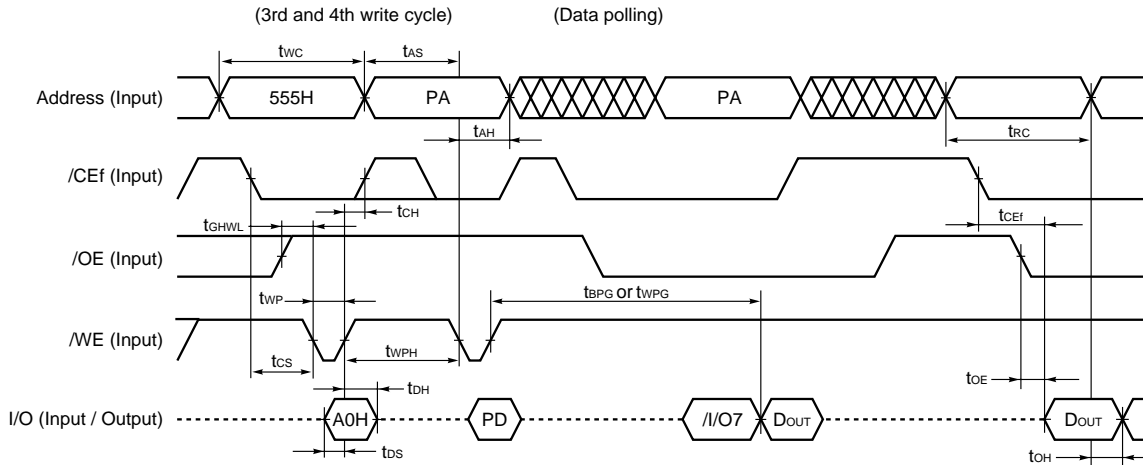 (3rd and 4th write cycle) (Data polling)
tWC tAS
Address (Input) 555H PA PA
tAH tRC
/CEf (Input)
tCH tCEf
tGHWL
/OE (Input)
tWP tBPG or tWPG
/WE (Input)
tCS tWPH
tDH tOE
I/O (Input / Output) A0H PD /I/O7 DOUT DOUT
tDS tOH